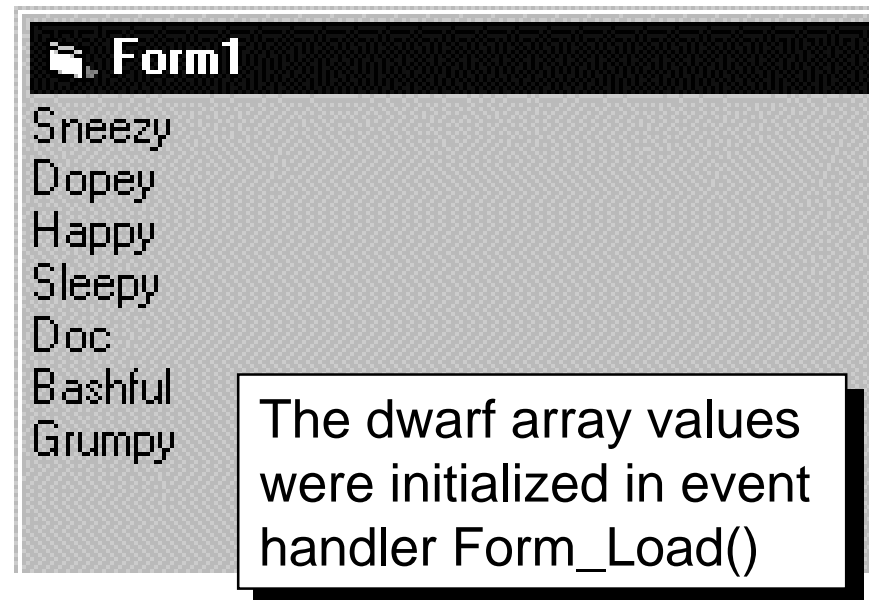 Form1
Sneezy
Dopey
Happy
Sleepy
Doc
Bashful
Grumpy
The dwarf array values
were initialized in event
handler Form_Load()